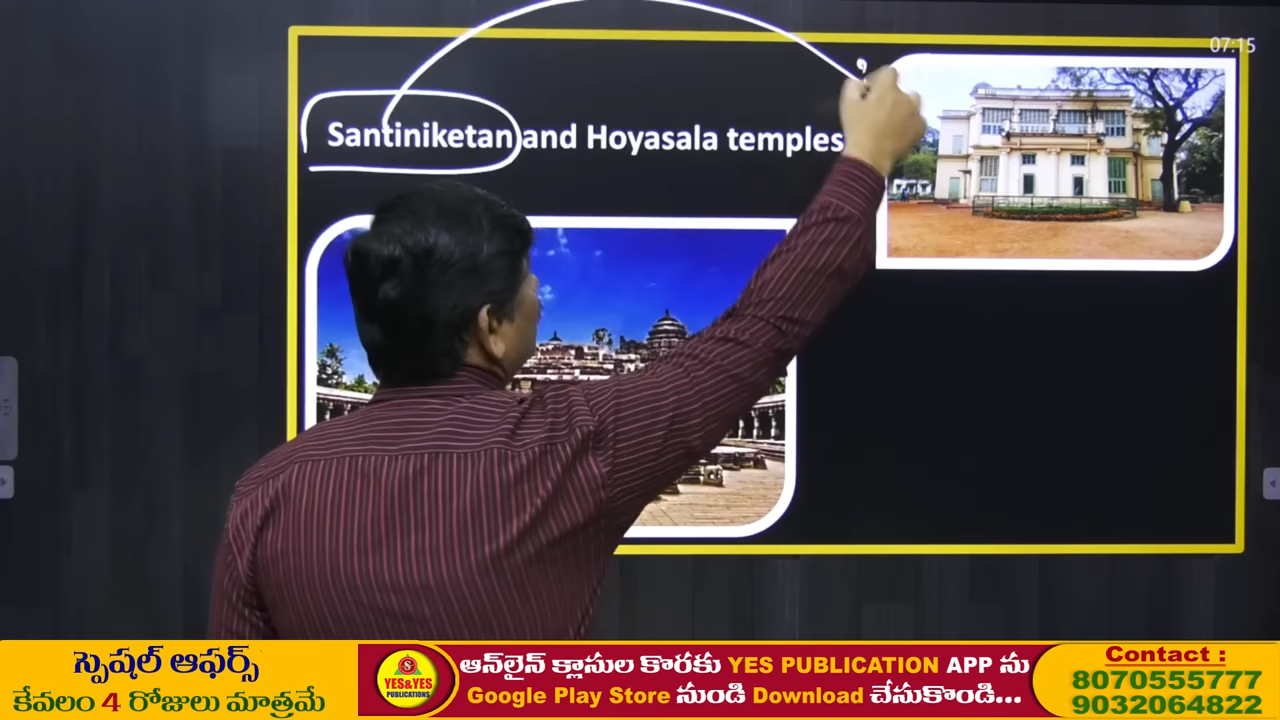 07:15
Santiniketan and Hoyasala temples
స్పెషల్ ఆఫర్స్
కేవలం 4 రోజులు మాత్రమే
YES&YES
PUBLICATIONS
ఆన్‌లైన్ క్లాసుల కొరకు YES PUBLICATION APP ను
Google Play Store నుండి Download చేసుకొండి...
Contact :
8070555777
9032064822